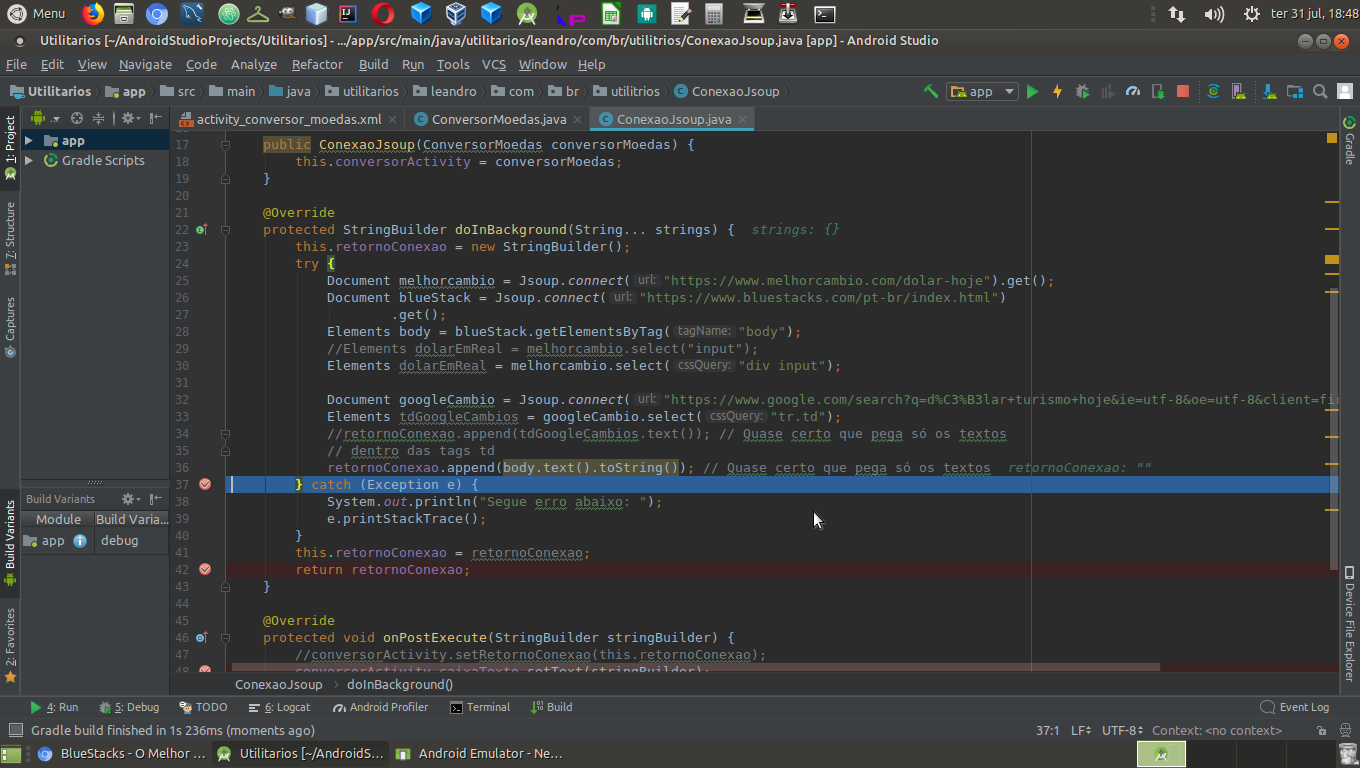 Menu
ter 31 jul, 18:48
Utilitarios [~/AndroidStudioProjects/Utilitarios] - .../app/src/main/java/utilitarios/leandro/com/br/utilitrios/ConexaoJsoup.java [app] - Android Studio
File Edit View Navigate Code Analyze Refactor Build Run Tools VCS Window Help
Utilitarios app src main java utilitarios leandro com br utilitrios ConexaoJsoup app
activity_conversor_moedas.xml ConversorMoedas.java ConexaoJsoup.java
1: Project
7: Structure
Captures
Build Variants
2: Favorites
app
Gradle Scripts
Build Variants
Module Build Varia...
app debug
17 public ConexaoJsoup(ConversorMoedas conversorMoedas) {
18 this.conversorActivity = conversorMoedas;
19 }
20
21 @Override
22 protected StringBuilder doInBackground(String... strings) { strings: {}
23 this.retornoConexao = new StringBuilder();
24 try {
25 Document melhorcambio = Jsoup.connect( url: "https://www.melhorcambio.com/dolar-hoje").get();
26 Document blueStack = Jsoup.connect( url: "https://www.bluestacks.com/pt-br/index.html")
27 .get();
28 Elements body = blueStack.getElementsByTag( tagName: "body");
29 //Elements dolarEmReal = melhorcambio.select("input");
30 Elements dolarEmReal = melhorcambio.select( cssQuery: "div input");
31
32 Document googleCambio = Jsoup.connect( url: "https://www.google.com/search?q=d%C3%B3lar+turismo+hoje&ie=utf-8&oe=utf-8&client=fir
33 Elements tdGoogleCambios = googleCambio.select( cssQuery: "tr.td");
34 //retornoConexao.append(tdGoogleCambios.text()); // Quase certo que pega só os textos
35 // dentro das tags td
36 retornoConexao.append(body.text().toString()); // Quase certo que pega só os textos retornoConexao: ""
37 } catch (Exception e) {
38 System.out.println("Segue erro abaixo: ");
39 e.printStackTrace();
40 }
41 this.retornoConexao = retornoConexao;
42 return retornoConexao;
43 }
44
45 @Override
46 protected void onPostExecute(StringBuilder stringBuilder) {
47 //conversorActivity.setRetornoConexao(this.retornoConexao);
48 conversorActivity.caixaTexto.setText(stringBuilder);
ConexaoJsoup doInBackground()
Gradle
Device File Explorer
4: Run 5: Debug TODO 6: Logcat Android Profiler Terminal Build Event Log
Gradle build finished in 1s 236ms (moments ago) 37:1 LF UTF-8 Context: <no context>
BlueStacks - O Melhor ... Utilitarios [~/AndroidS... Android Emulator - Ne...